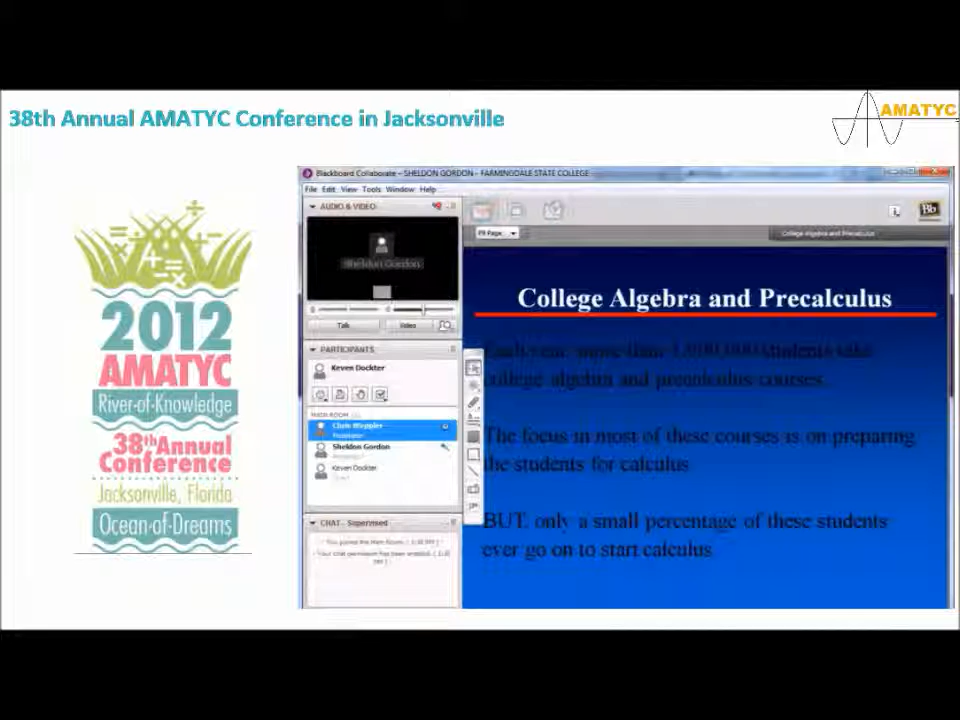 38th Annual AMATYC Conference in Jacksonville
AMATYC
2012
AMATYC
River-of-Knowledge
38th Annual
Conference
Jacksonville, Florida
Ocean-of-Dreams
Blackboard Collaborate – SHELDON GORDON – FARMINGDALE STATE COLLEGE
File Edit View Tools Window Help
AUDIO & VIDEO
Sheldon Gordon
Talk
Video
PARTICIPANTS
Keven Dockter
MAIN ROOM
Sheldon Gordon
Keven Dockter
CHAT - Supervised
Bb
Page
College Algebra and Precalculus
College Algebra and Precalculus
Each year, more than 1,000,000 students take
college algebra and precalculus courses.
The focus in most of these courses is on preparing
the students for calculus
BUT, only a small percentage of these students
ever go on to start calculus